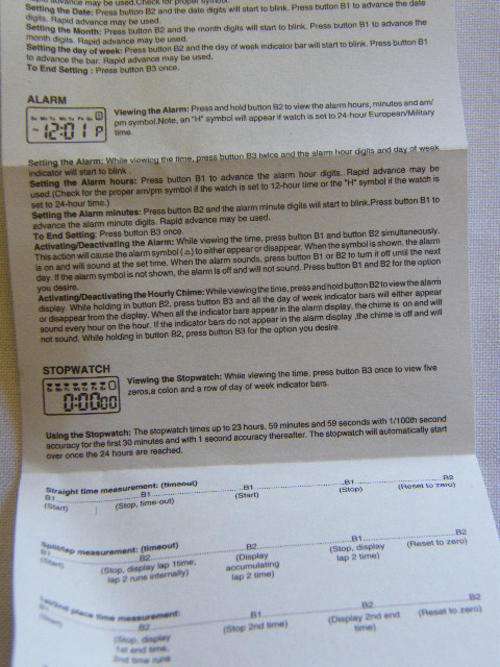 rapid advance may be used.Check for proper symbol.
Setting the Date: Press button B2 and the date digits will start to blink. Press button B1 to advance the date
digits. Rapid advance may be used.
Setting the Month: Press button B2 and the month digits will start to blink. Press button B1 to advance the
month digits. Rapid advance may be used.
Setting the day of week: Press button B2 and the day of week indicator bar will start to blink. Press button B1
to advance the bar. Rapid advance may be used.
To End Setting : Press button B3 once.
ALARM
Su Mo Tu We Th Fr Sa
12:01 P
Viewing the Alarm: Press and hold button B2 to view the alarm hours, minutes and am/
pm symbol.Note, an "H" symbol will appear if watch is set to 24-hour European/Military
time.
Setting the Alarm: While viewing the time, press button B3 twice and the alarm hour digits and day of week
indicator will start to blink .
Setting the Alarm hours: Press button B1 to advance the alarm hour digits. Rapid advance may be
used.(Check for the proper am/pm symbol if the watch is set to 12-hour time or the "H" symbol if the watch is
set to 24-hour time.)
Setting the Alarm minutes: Press button B2 and the alarm minute digits will start to blink.Press button B1 to
advance the alarm minute digits. Rapid advance may be used.
To End Setting: Press button B3 once.
Activating/Deactivating the Alarm: While viewing the time, press button B1 and button B2 simultaneously.
This action will cause the alarm symbol ( ) to either appear or disappear. When the symbol is shown, the alarm
is on and will sound at the set time. When the alarm sounds, press button B1 or B2 to turn it off until the next
day. If the alarm symbol is not shown, the alarm is off and will not sound. Press button B1 and B2 for the option
you desire.
Activating/Deactivating the Hourly Chime: While viewing the time, press and hold button B2 to view the alarm
display. While holding in button B2, press button B3 and all the day of week indicator bars will either appear
or disappear from the display. When all the indicator bars appear in the alarm display, the chime is on and will
sound every hour on the hour. If the indicator bars do not appear in the alarm display ,the chime is off and will
not sound. While holding in button B2, press button B3 for the option you desire.
STOPWATCH
0:0000
Viewing the Stopwatch: While viewing the time, press button B3 once to view five
zeros,a colon and a row of day of week indicator bars.
Using the Stopwatch: The stopwatch times up to 23 hours, 59 minutes and 59 seconds with 1/100th second
accuracy for the first 30 minutes and with 1 second accuracy thereafter. The stopwatch will automatically start
over once the 24 hours are reached.
Straight time measurement: (timeout)
B1 B1 B1 B1 B2
(Start) (Stop, time-out) (Start) (Stop) (Reset to zero)
Split/lap measurement: (timeout)
B1 B2 B2 B1 B2
(Start) (Stop, display lap 1time, (Display (Stop, display (Reset to zero)
lap 2 runs internally) accumulating lap 2 time)
lap 2 time)
1st/2nd place time measurement:
B1 B2 B1 B2 B2
(Start) (Stop, display (Stop 2nd time) (Display 2nd end (Reset to zero)
1st end time, time)
2nd time runs